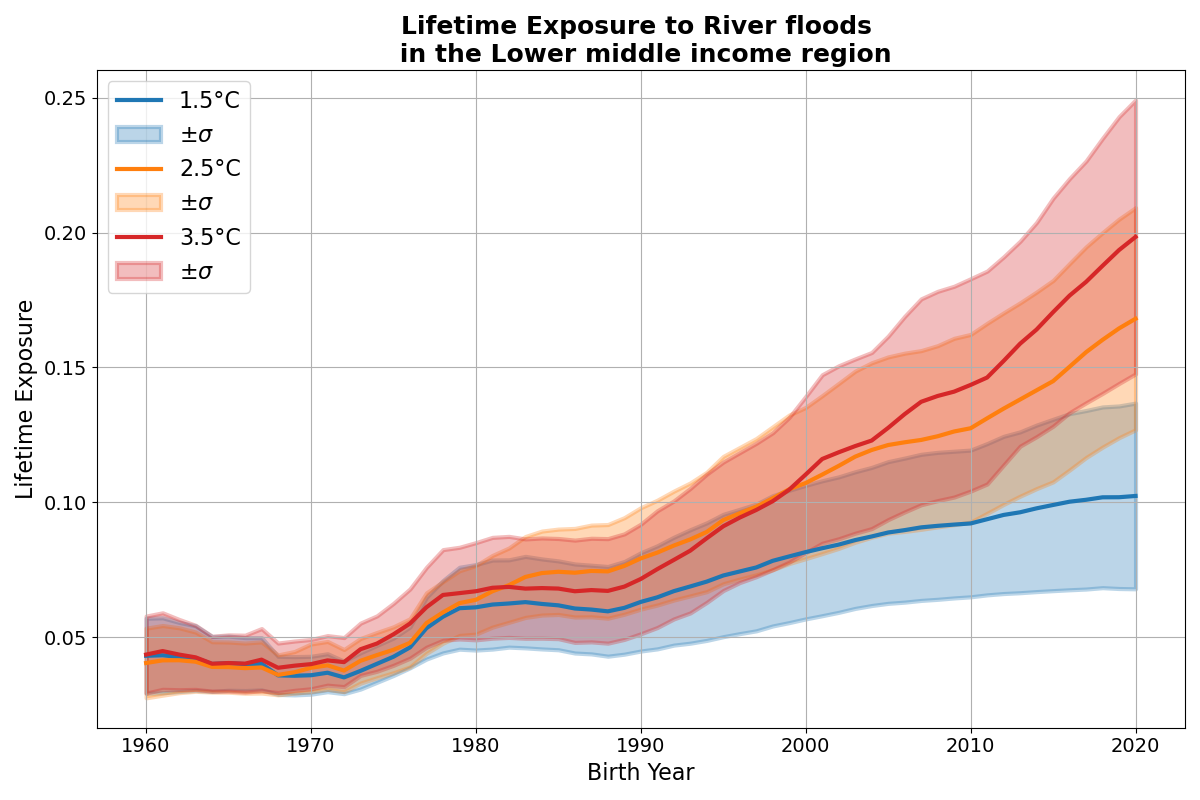 Lifetime Exposure to River floods
in the Lower middle income region
1.5°C
±σ
2.5°C
±σ
3.5°C
±σ
Lifetime Exposure
0.25
0.20
0.15
0.10
0.05
1960 1970 1980 1990 2000 2010 2020
Birth Year